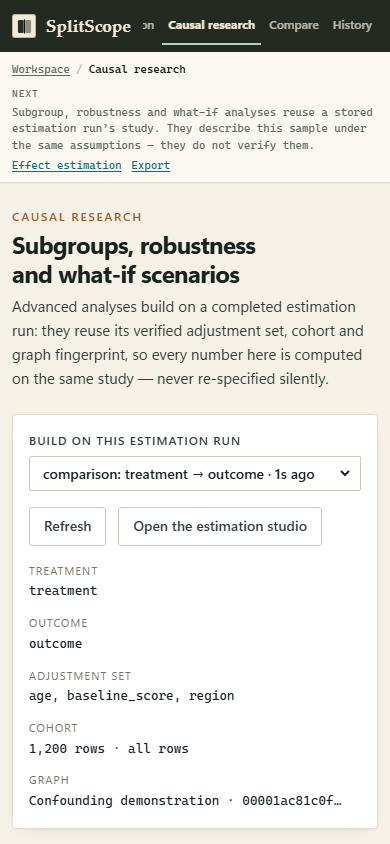 SplitScope on Causal research Compare History
Workspace / Causal research
NEXT
Subgroup, robustness and what-if analyses reuse a stored
estimation run's study. They describe this sample under
the same assumptions — they do not verify them.
Effect estimation Export
CAUSAL RESEARCH
Subgroups, robustness
and what-if scenarios
Advanced analyses build on a completed estimation
run: they reuse its verified adjustment set, cohort and
graph fingerprint, so every number here is computed
on the same study — never re-specified silently.
BUILD ON THIS ESTIMATION RUN
comparison: treatment → outcome · 1s ago
Refresh Open the estimation studio
TREATMENT
treatment
OUTCOME
outcome
ADJUSTMENT SET
age, baseline_score, region
COHORT
1,200 rows · all rows
GRAPH
Confounding demonstration · 00001ac81c0f…